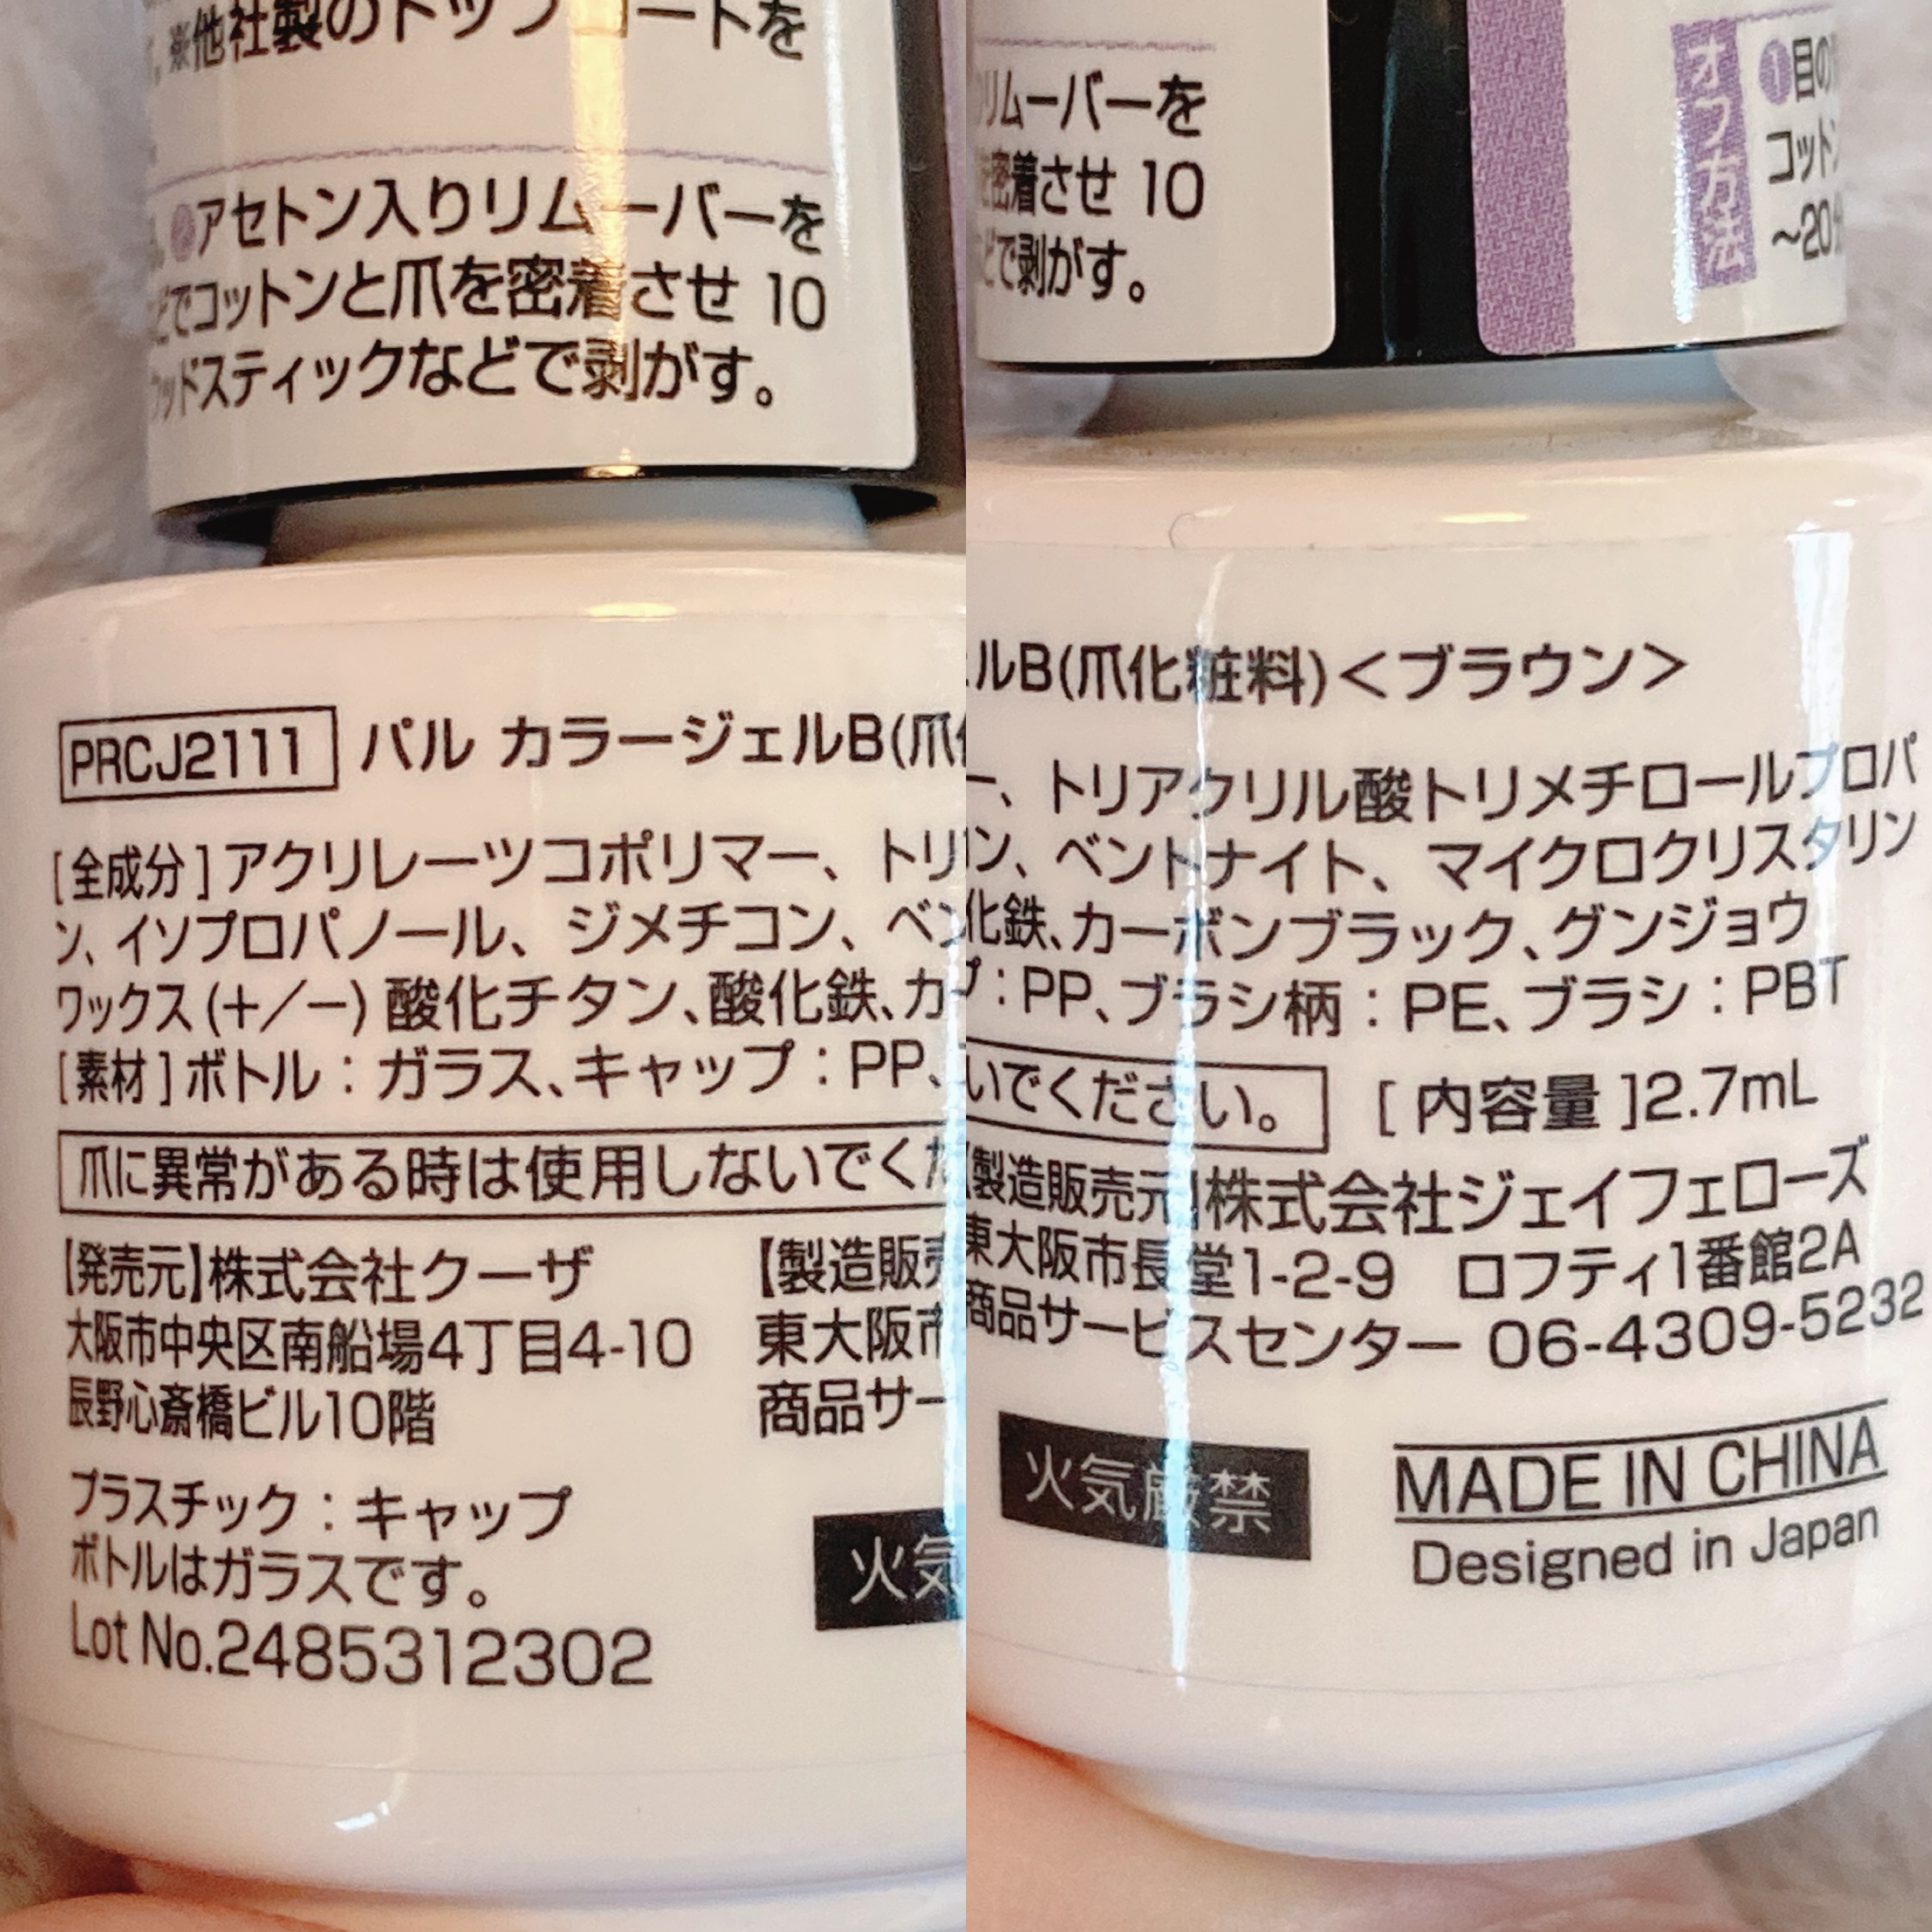 ※他社製のトップコートを
アセトン入りリムーバーを
どでコットンと爪を密着させ 10
ウッドスティックなどで剥がす。
PRCJ2111 パル カラージェルB(爪
[全成分]アクリレーツコポリマー、トリ
ン、イソプロパノール、ジメチコン、ベン
ワックス(+／－)酸化チタン、酸化鉄、カ
[素材]ボトル：ガラス、キャップ：PP、
爪に異常がある時は使用しないでくだ
【発売元】株式会社クーザ
大阪市中央区南船場4丁目4-10
辰野心斎橋ビル10階
【製造販売
東大阪市
商品サー
プラスチック：キャップ
ボトルはガラスです。
Lot No.2485312302
火気
リムーバーを
密着させ 10
どで剥がす。
オフ方法
1目の
コットン
～20分
ルB(爪化粧料)＜ブラウン＞
ー、トリアクリル酸トリメチロールプロパ
ン、ベントナイト、マイクロクリスタリン
化鉄、カーボンブラック、グンジョウ
プ：PP、ブラシ柄：PE、ブラシ：PBT
いでください。 [内容量]2.7mL
【製造販売元】株式会社ジェイフェローズ
東大阪市長堂1-2-9 ロフティ1番館2A
商品サービスセンター 06-4309-5232
火気厳禁
MADE IN CHINA
Designed in Japan